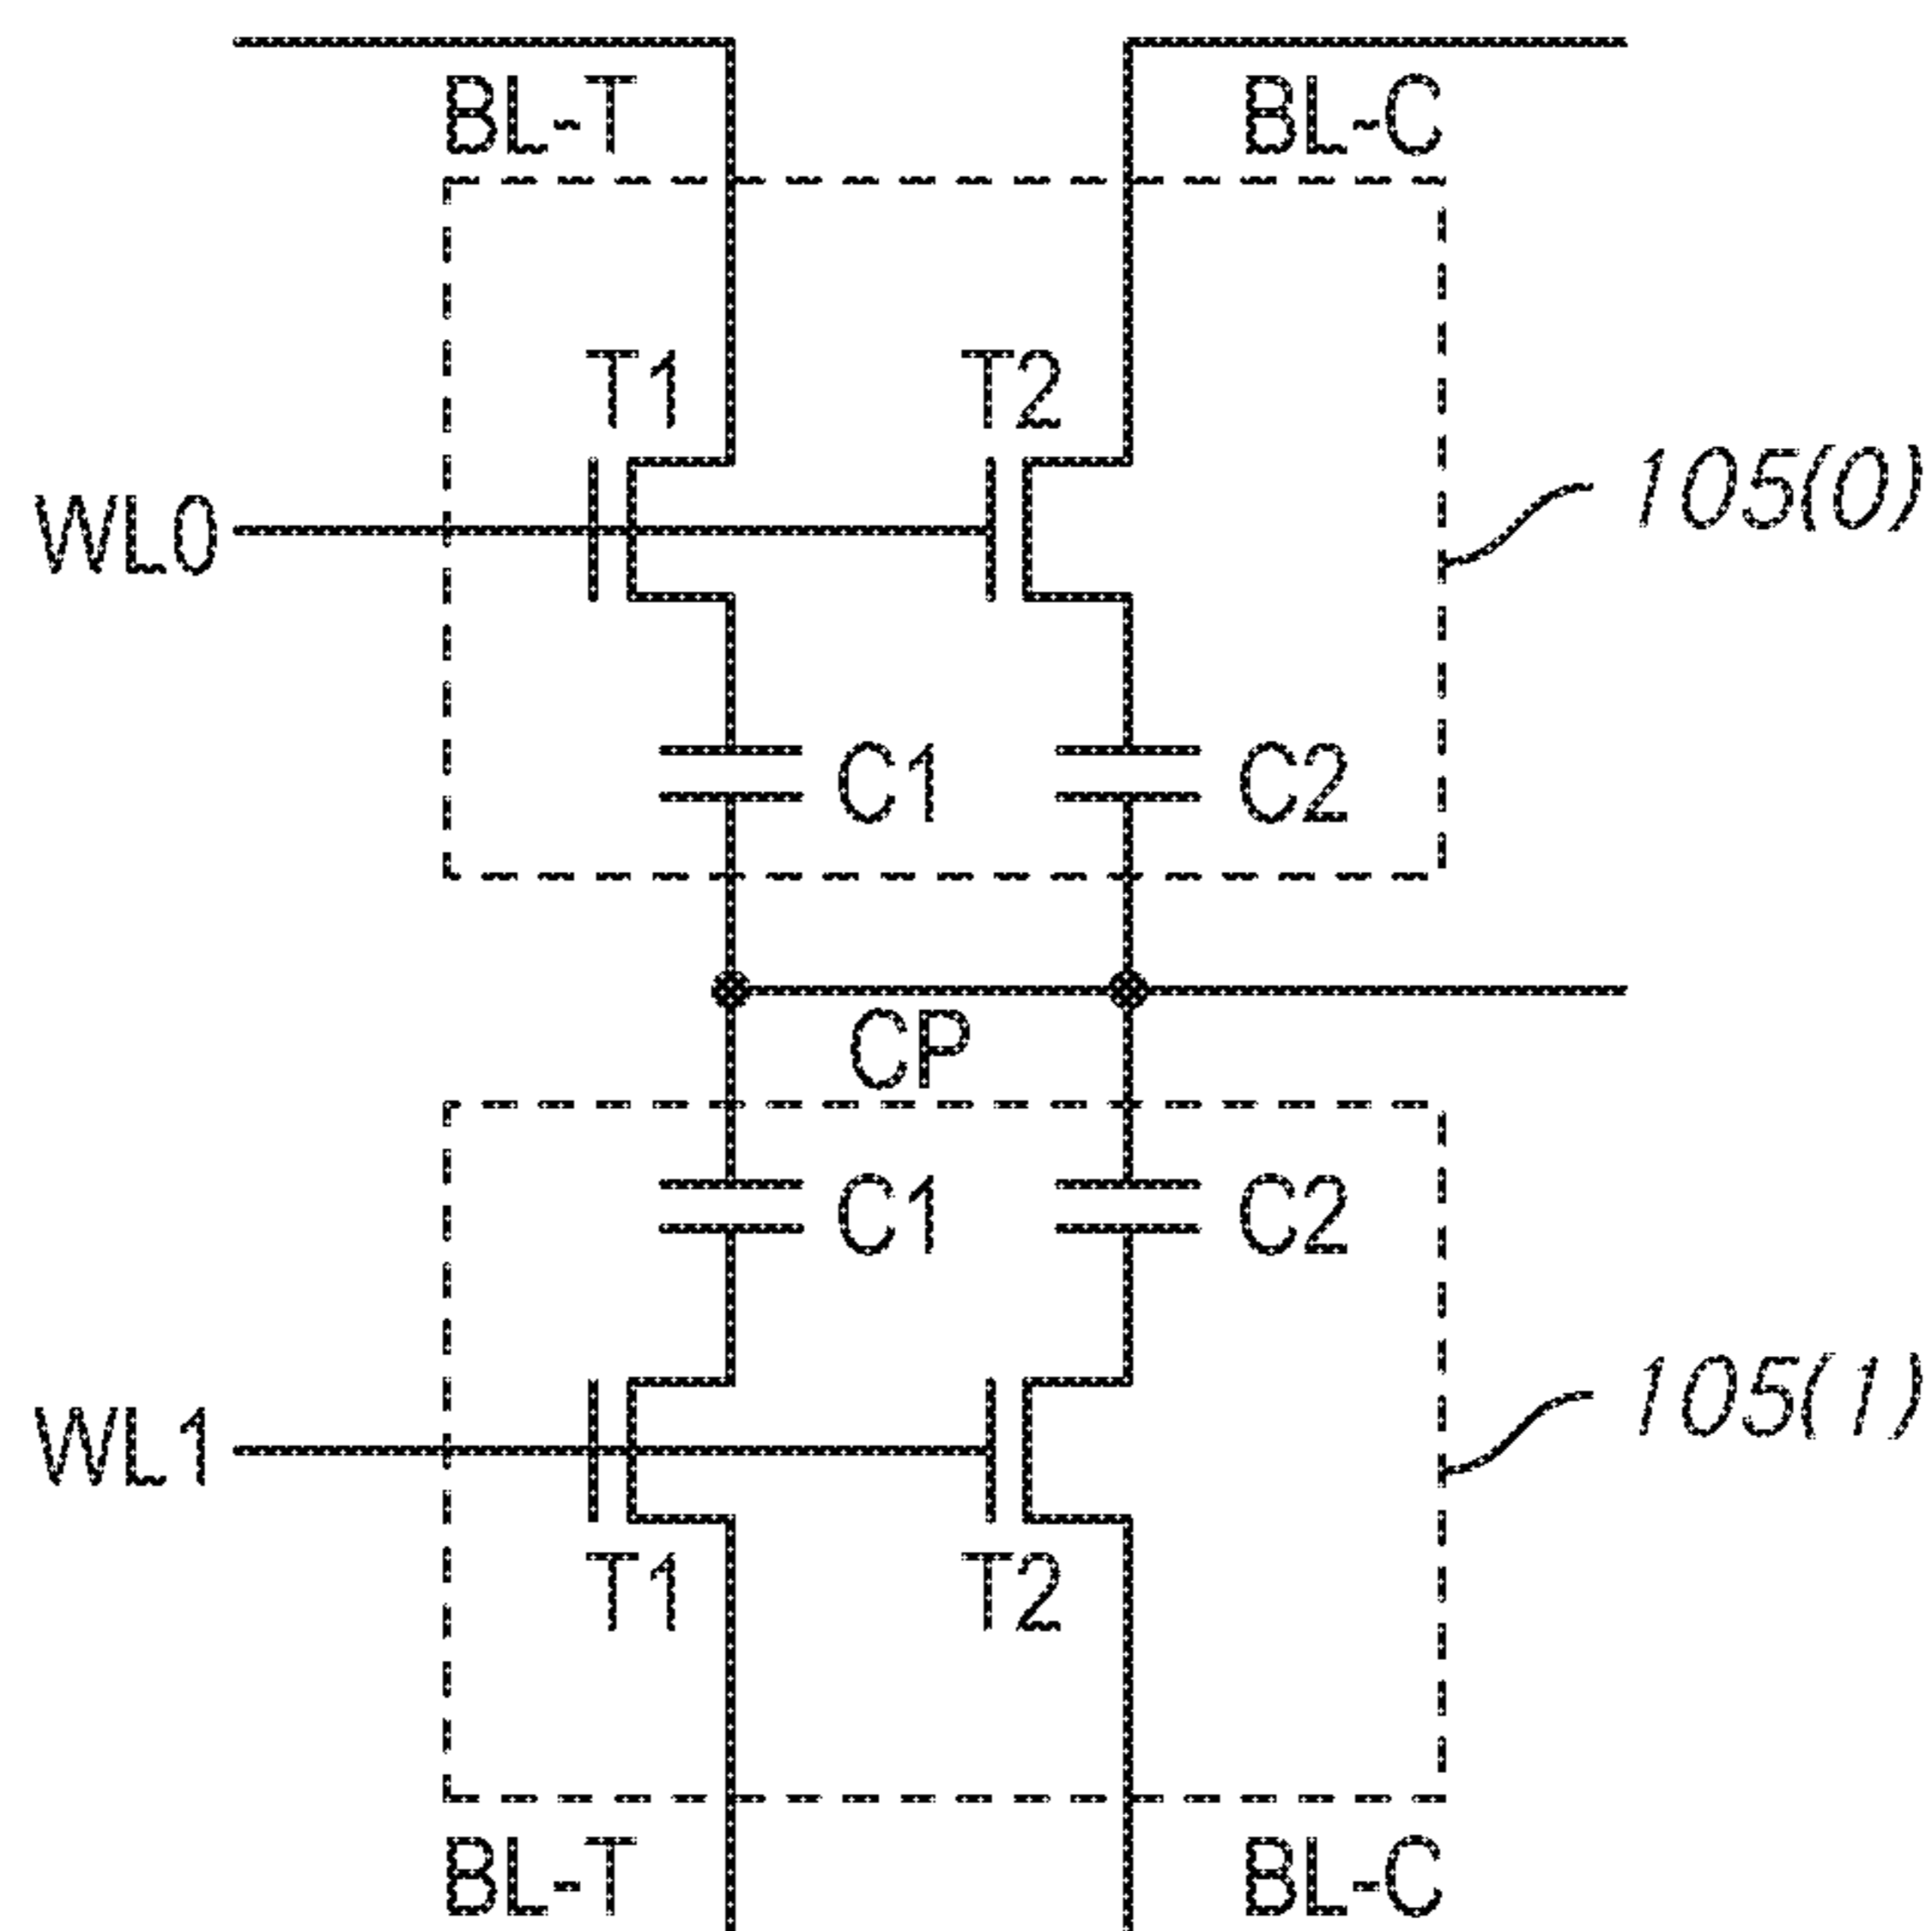 BL-T
BL-C
T1
T2
WL0
105(0)
C1
C2
CP
C1
C2
WL1
105(1)
T1
T2
BL-T
BL-C